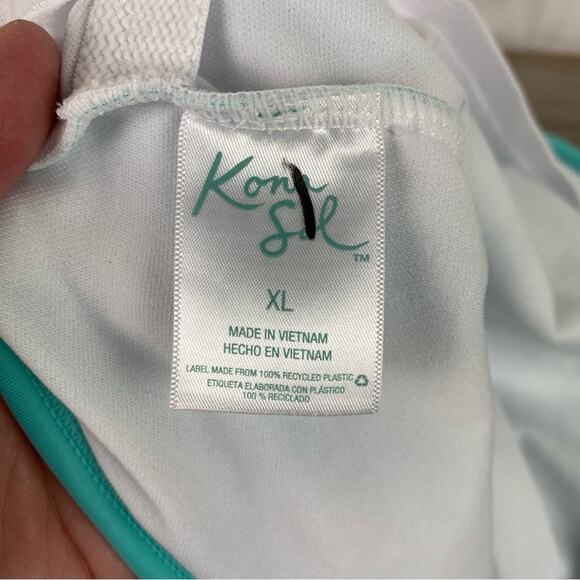 Kona
Sol
™
XL
MADE IN VIETNAM
HECHO EN VIETNAM
LABEL MADE FROM 100% RECYCLED PLASTIC
ETIQUETA ELABORADA CON PLÁSTICO
100 % RECICLADO